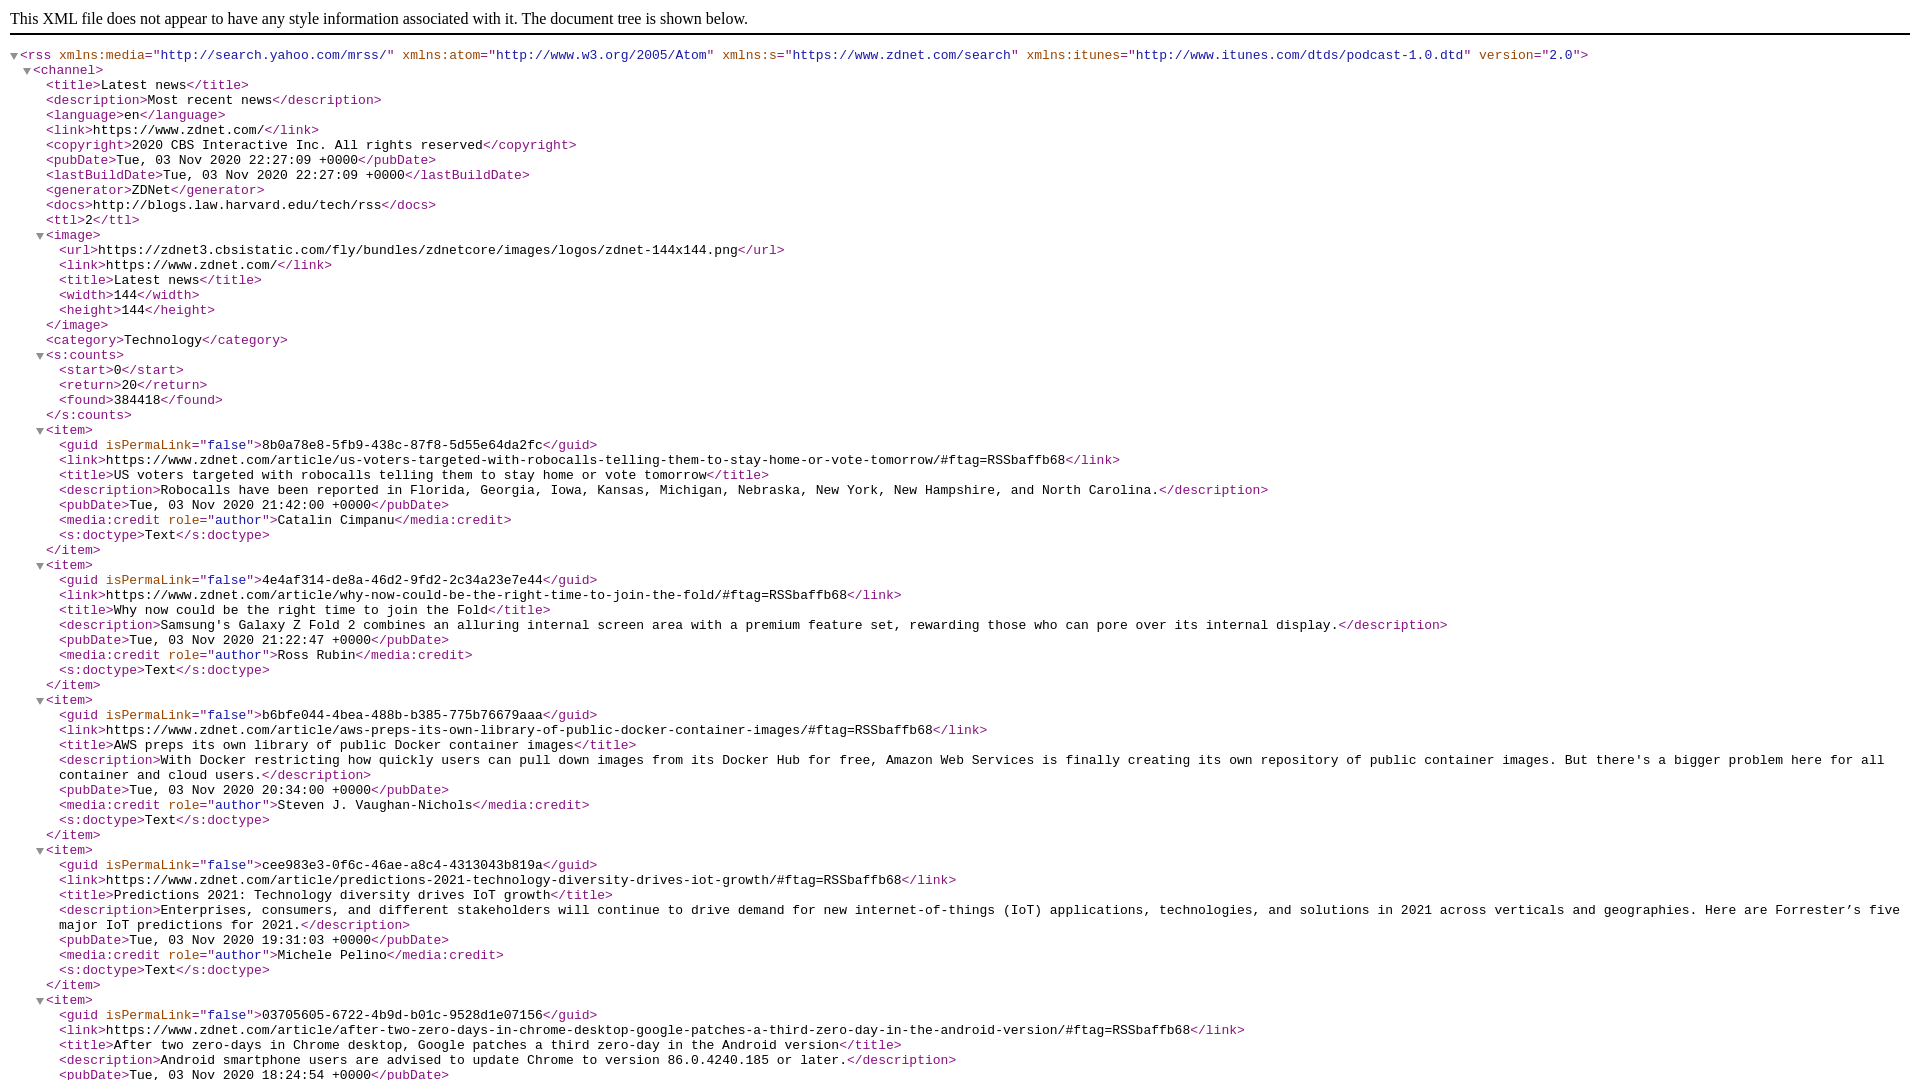 This XML file does not appear to have any style information associated with it. The document tree is shown below.
<rss xmlns:media="http://search.yahoo.com/mrss/" xmlns:atom="http://www.w3.org/2005/Atom" xmlns:s="https://www.zdnet.com/search" xmlns:itunes="http://www.itunes.com/dtds/podcast-1.0.dtd" version="2.0">
<channel>
<title>Latest news</title>
<description>Most recent news</description>
<language>en</language>
<link>https://www.zdnet.com/</link>
<copyright>2020 CBS Interactive Inc. All rights reserved</copyright>
<pubDate>Tue, 03 Nov 2020 22:27:09 +0000</pubDate>
<lastBuildDate>Tue, 03 Nov 2020 22:27:09 +0000</lastBuildDate>
<generator>ZDNet</generator>
<docs>http://blogs.law.harvard.edu/tech/rss</docs>
<ttl>2</ttl>
<image>
<url>https://zdnet3.cbsistatic.com/fly/bundles/zdnetcore/images/logos/zdnet-144x144.png</url>
<link>https://www.zdnet.com/</link>
<title>Latest news</title>
<width>144</width>
<height>144</height>
</image>
<category>Technology</category>
<s:counts>
<start>0</start>
<return>20</return>
<found>384418</found>
</s:counts>
<item>
<guid isPermaLink="false">8b0a78e8-5fb9-438c-87f8-5d55e64da2fc</guid>
<link>https://www.zdnet.com/article/us-voters-targeted-with-robocalls-telling-them-to-stay-home-or-vote-tomorrow/#ftag=RSSbaffb68</link>
<title>US voters targeted with robocalls telling them to stay home or vote tomorrow</title>
<description>Robocalls have been reported in Florida, Georgia, Iowa, Kansas, Michigan, Nebraska, New York, New Hampshire, and North Carolina.</description>
<pubDate>Tue, 03 Nov 2020 21:42:00 +0000</pubDate>
<media:credit role="author">Catalin Cimpanu</media:credit>
<s:doctype>Text</s:doctype>
</item>
<item>
<guid isPermaLink="false">4e4af314-de8a-46d2-9fd2-2c34a23e7e44</guid>
<link>https://www.zdnet.com/article/why-now-could-be-the-right-time-to-join-the-fold/#ftag=RSSbaffb68</link>
<title>Why now could be the right time to join the Fold</title>
<description>Samsung's Galaxy Z Fold 2 combines an alluring internal screen area with a premium feature set, rewarding those who can pore over its internal display.</description>
<pubDate>Tue, 03 Nov 2020 21:22:47 +0000</pubDate>
<media:credit role="author">Ross Rubin</media:credit>
<s:doctype>Text</s:doctype>
</item>
<item>
<guid isPermaLink="false">b6bfe044-4bea-488b-b385-775b76679aaa</guid>
<link>https://www.zdnet.com/article/aws-preps-its-own-library-of-public-docker-container-images/#ftag=RSSbaffb68</link>
<title>AWS preps its own library of public Docker container images</title>
<description>With Docker restricting how quickly users can pull down images from its Docker Hub for free, Amazon Web Services is finally creating its own repository of public container images. But there's a bigger problem here for all
container and cloud users.</description>
<pubDate>Tue, 03 Nov 2020 20:34:00 +0000</pubDate>
<media:credit role="author">Steven J. Vaughan-Nichols</media:credit>
<s:doctype>Text</s:doctype>
</item>
<item>
<guid isPermaLink="false">cee983e3-0f6c-46ae-a8c4-4313043b819a</guid>
<link>https://www.zdnet.com/article/predictions-2021-technology-diversity-drives-iot-growth/#ftag=RSSbaffb68</link>
<title>Predictions 2021: Technology diversity drives IoT growth</title>
<description>Enterprises, consumers, and different stakeholders will continue to drive demand for new internet-of-things (IoT) applications, technologies, and solutions in 2021 across verticals and geographies. Here are Forrester’s five
major IoT predictions for 2021.</description>
<pubDate>Tue, 03 Nov 2020 19:31:03 +0000</pubDate>
<media:credit role="author">Michele Pelino</media:credit>
<s:doctype>Text</s:doctype>
</item>
<item>
<guid isPermaLink="false">03705605-6722-4b9d-b01c-9528d1e07156</guid>
<link>https://www.zdnet.com/article/after-two-zero-days-in-chrome-desktop-google-patches-a-third-zero-day-in-the-android-version/#ftag=RSSbaffb68</link>
<title>After two zero-days in Chrome desktop, Google patches a third zero-day in the Android version</title>
<description>Android smartphone users are advised to update Chrome to version 86.0.4240.185 or later.</description>
<pubDate>Tue, 03 Nov 2020 18:24:54 +0000</pubDate>